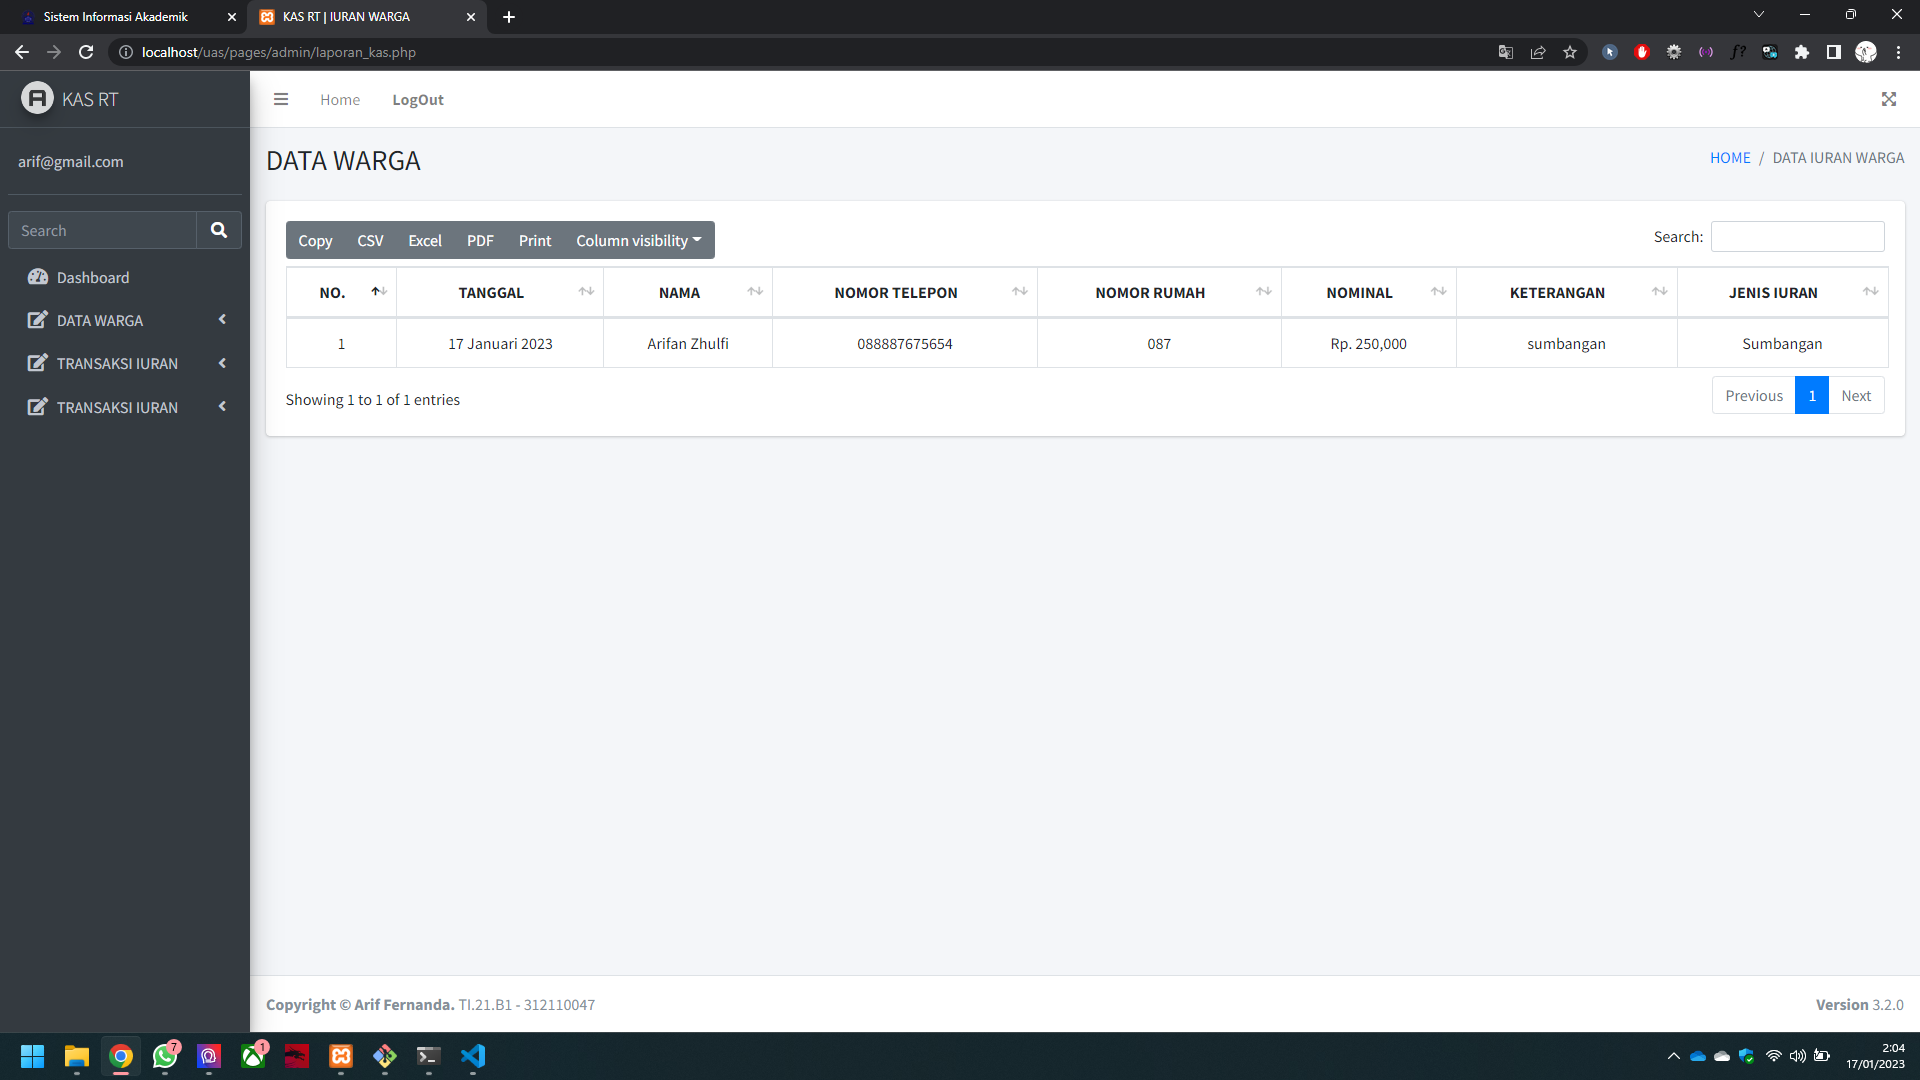 Sistem Informasi Akademik
KAS RT | IURAN WARGA
localhost/uas/pages/admin/laporan_kas.php
KAS RT
Home
LogOut
arif@gmail.com
Search
Dashboard
DATA WARGA
TRANSAKSI IURAN
TRANSAKSI IURAN
DATA WARGA
HOME / DATA IURAN WARGA
Copy CSV Excel PDF Print Column visibility
Search:
NO. TANGGAL NAMA NOMOR TELEPON NOMOR RUMAH NOMINAL KETERANGAN JENIS IURAN
1 17 Januari 2023 Arifan Zhulfi 088887675654 087 Rp. 250,000 sumbangan Sumbangan
Showing 1 to 1 of 1 entries
Previous 1 Next
Copyright © Arif Fernanda. TI.21.B1 - 312110047
Version 3.2.0
7
1
2:04
17/01/2023